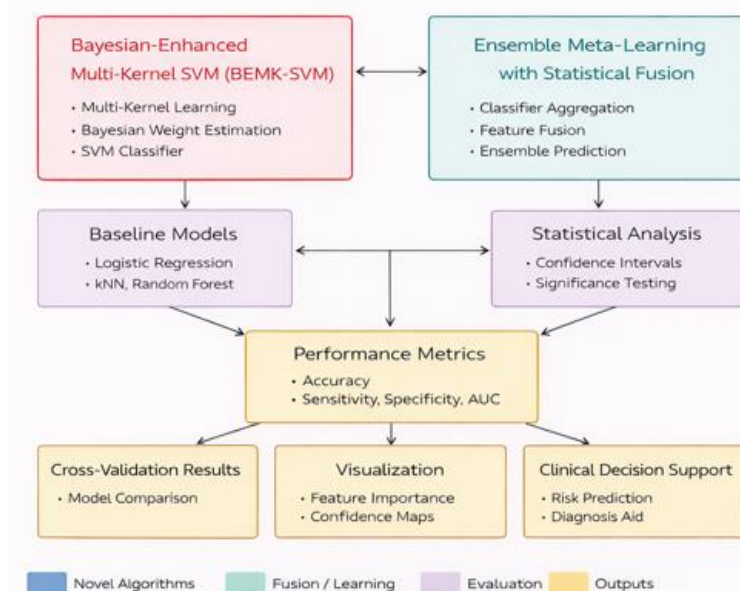 Bayesian-Enhanced
Multi-Kernel SVM (BEMK-SVM)
• Multi-Kernel Learning
• Bayesian Weight Estimation
• SVM Classifier
Ensemble Meta-Learning
with Statistical Fusion
• Classifier Aggregation
• Feature Fusion
• Ensemble Prediction
Baseline Models
• Logistic Regression
• kNN, Random Forest
Statistical Analysis
• Confidence Intervals
• Significance Testing
Performance Metrics
• Accuracy
• Sensitivity, Specificity, AUC
Cross-Validation Results
• Model Comparison
Visualization
• Feature Importance
• Confidence Maps
Clinical Decision Support
• Risk Prediction
• Diagnosis Aid
Novel Algorithms
Fusion / Learning
Evaluaton
Outputs